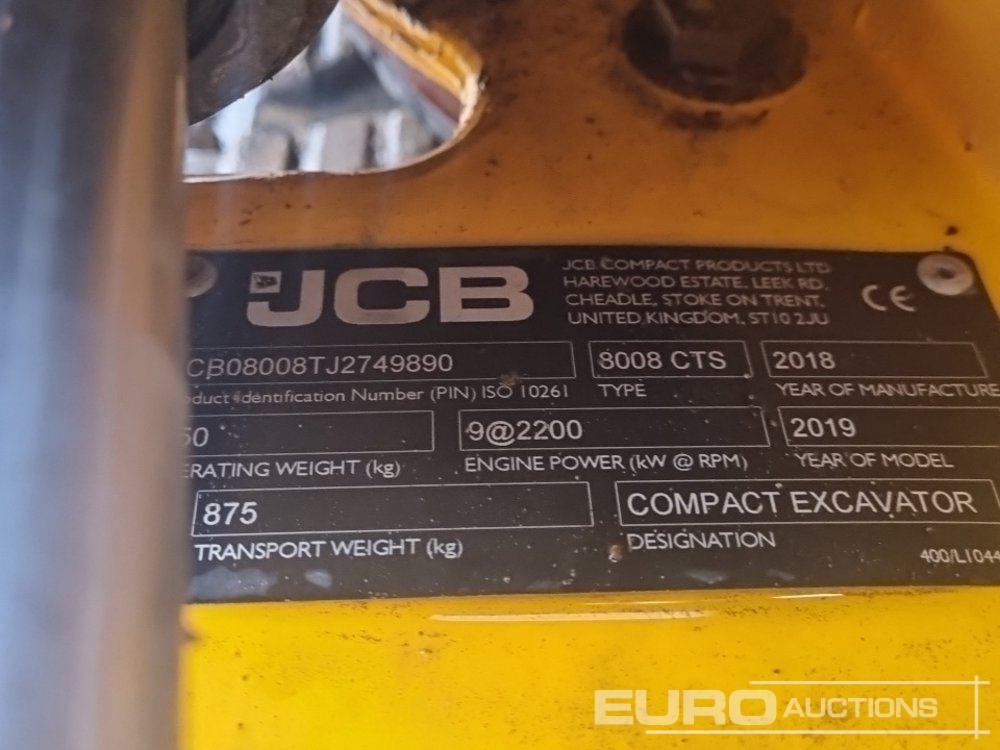 JCB
JCB COMPACT PRODUCTS LTD
HAREWOOD ESTATE, LEEK RD,
CHEADLE, STOKE ON TRENT,
UNITED KINGDOM, ST10 2JU
CE
CB08008TJ2749890
8008 CTS
2018
oduct Identification Number (PIN) ISO 10261
TYPE
YEAR OF MANUFACTURE
50
9@2200
2019
ERATING WEIGHT (kg)
ENGINE POWER (kW @ RPM)
YEAR OF MODEL
875
COMPACT EXCAVATOR
TRANSPORT WEIGHT (kg)
DESIGNATION
400/L1044
EURO AUCTIONS